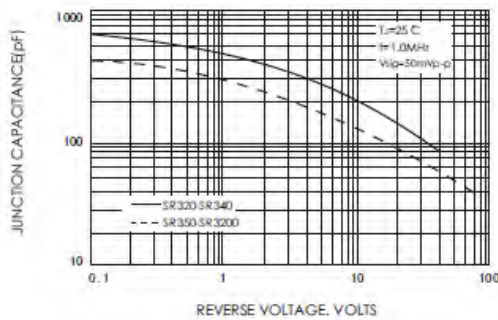 JUNCTION CAPACITANCE(pF)
1000
100
10
TJ=25 C
f= 1.0MHz
Vsig=50mVp-p
SR320-SR340
SR350-SR3200
0.1 1 10 100
REVERSE VOLTAGE. VOLTS